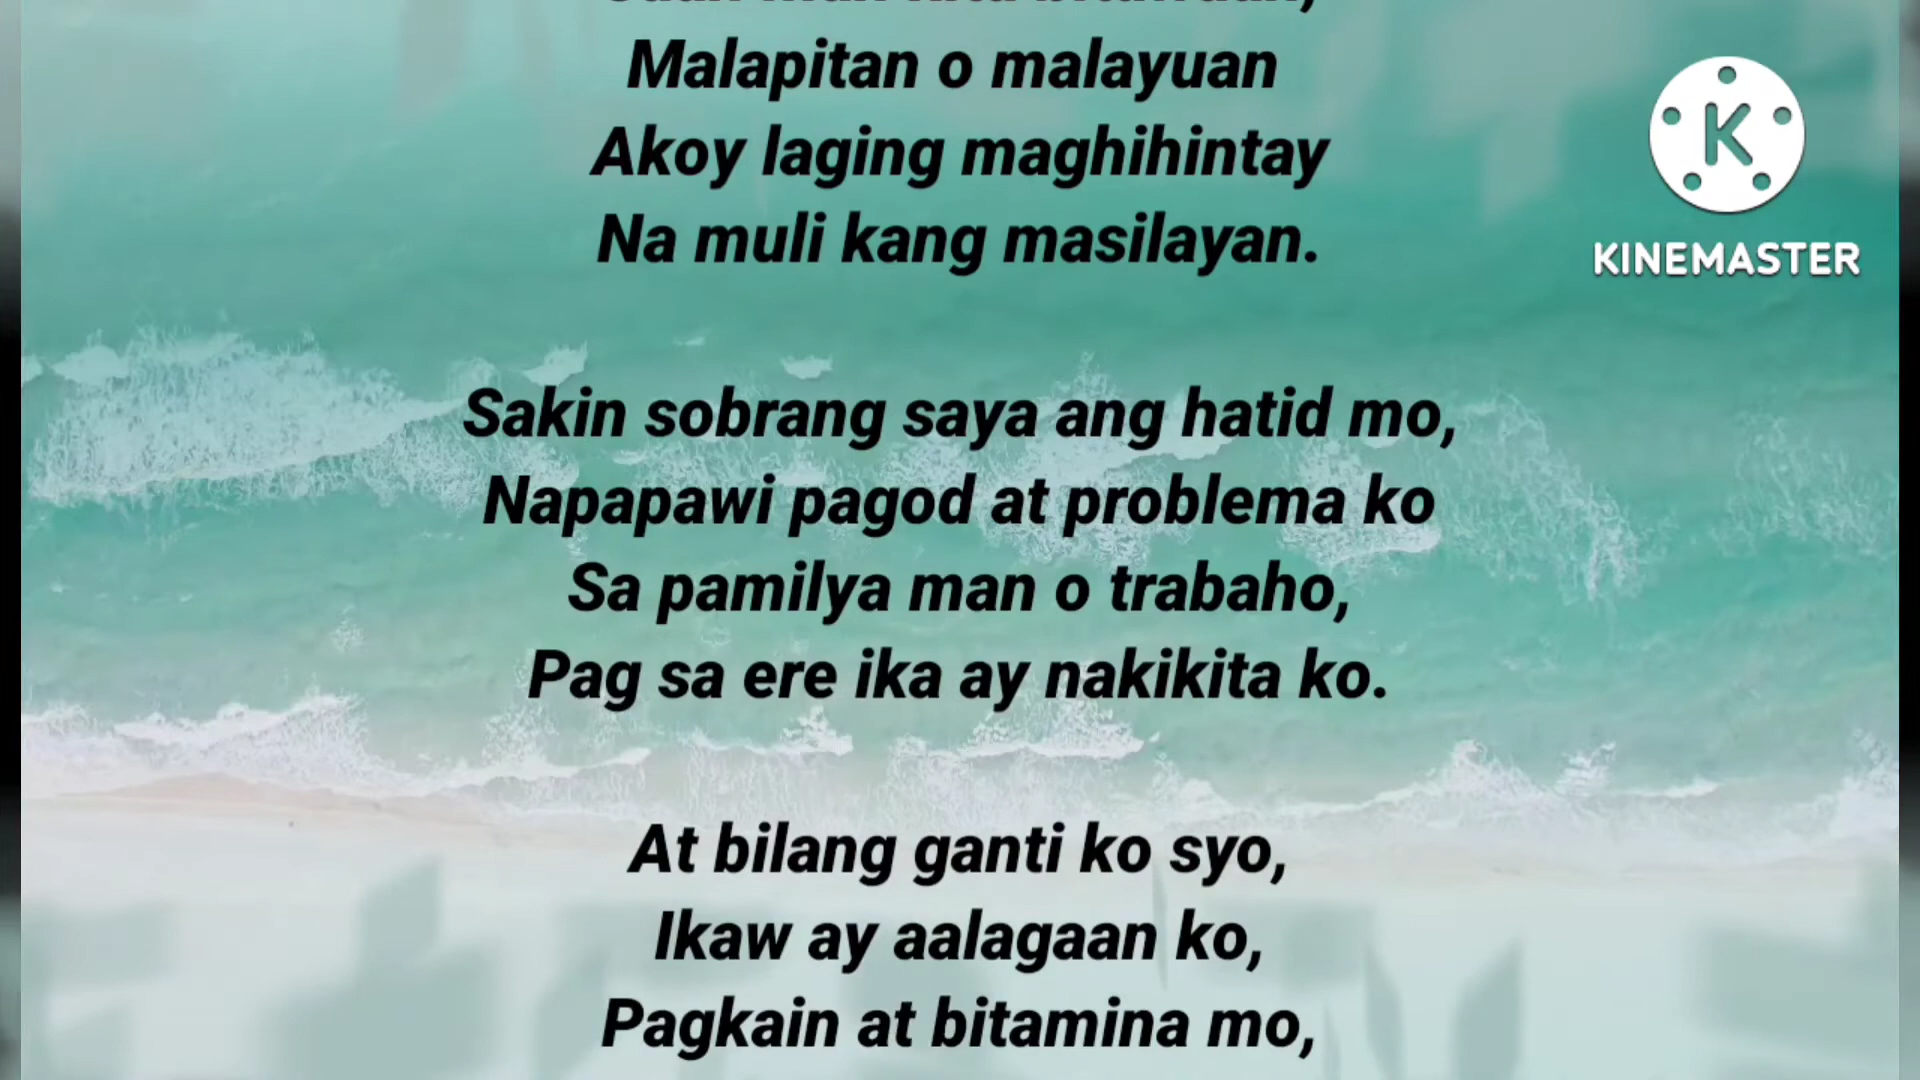 Malapitan o malayuan
Akoy laging maghihintay
Na muli kang masilayan.
Sakin sobrang saya ang hatid mo,
Napapawi pagod at problema ko
Sa pamilya man o trabaho,
Pag sa ere ika ay nakikita ko.
At bilang ganti ko syo,
Ikaw ay aalagaan ko,
Pagkain at bitamina mo,
K
KINEMASTER